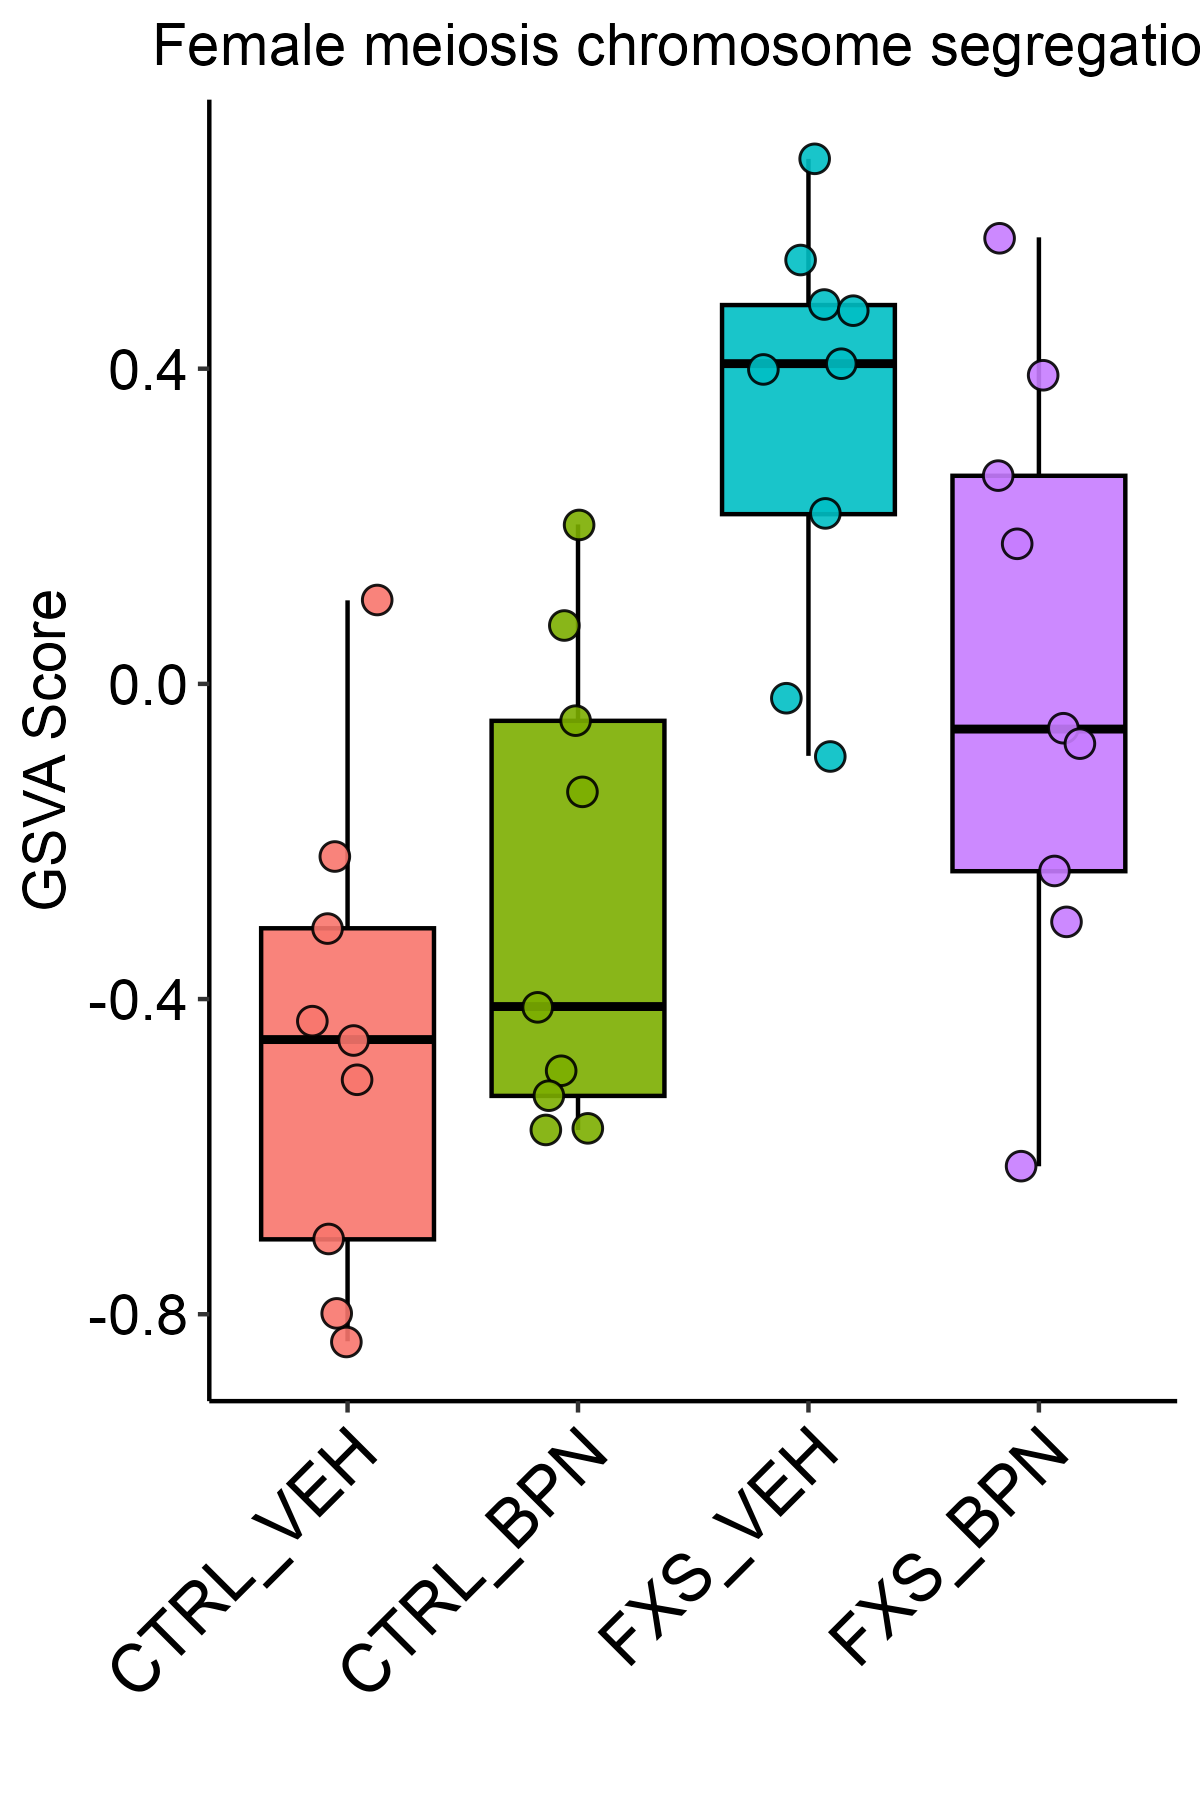 Female meiosis chromosome segregatio
GSVA Score
0.4
0.0
-0.4
-0.8
CTRL_VEH
CTRL_BPN
FXS_VEH
FXS_BPN